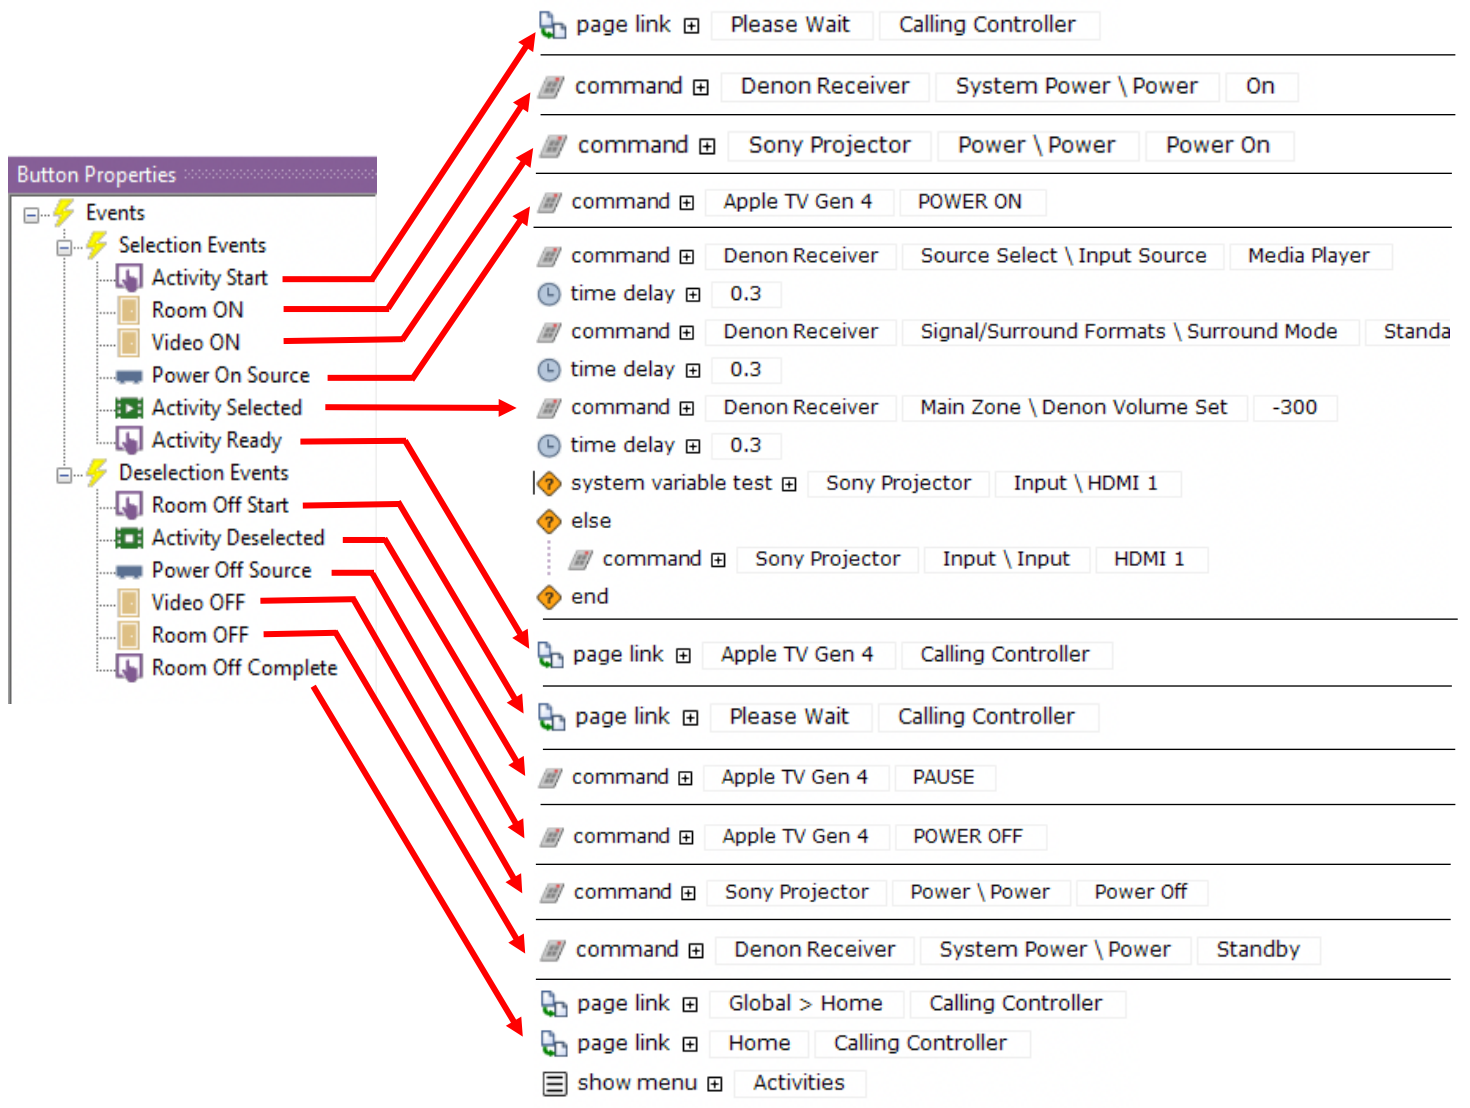 Button Properties
Events
Selection Events
Activity Start
Room ON
Video ON
Power On Source
Activity Selected
Activity Ready
Deselection Events
Room Off Start
Activity Deselected
Power Off Source
Video OFF
Room OFF
Room Off Complete
page link Please Wait Calling Controller
command Denon Receiver System Power \ Power On
command Sony Projector Power \ Power Power On
command Apple TV Gen 4 POWER ON
command Denon Receiver Source Select \ Input Source Media Player
time delay 0.3
command Denon Receiver Signal/Surround Formats \ Surround Mode Standa
time delay 0.3
command Denon Receiver Main Zone \ Denon Volume Set -300
time delay 0.3
system variable test Sony Projector Input \ HDMI 1
else
command Sony Projector Input \ Input HDMI 1
end
page link Apple TV Gen 4 Calling Controller
page link Please Wait Calling Controller
command Apple TV Gen 4 PAUSE
command Apple TV Gen 4 POWER OFF
command Sony Projector Power \ Power Power Off
command Denon Receiver System Power \ Power Standby
page link Global > Home Calling Controller
page link Home Calling Controller
show menu Activities